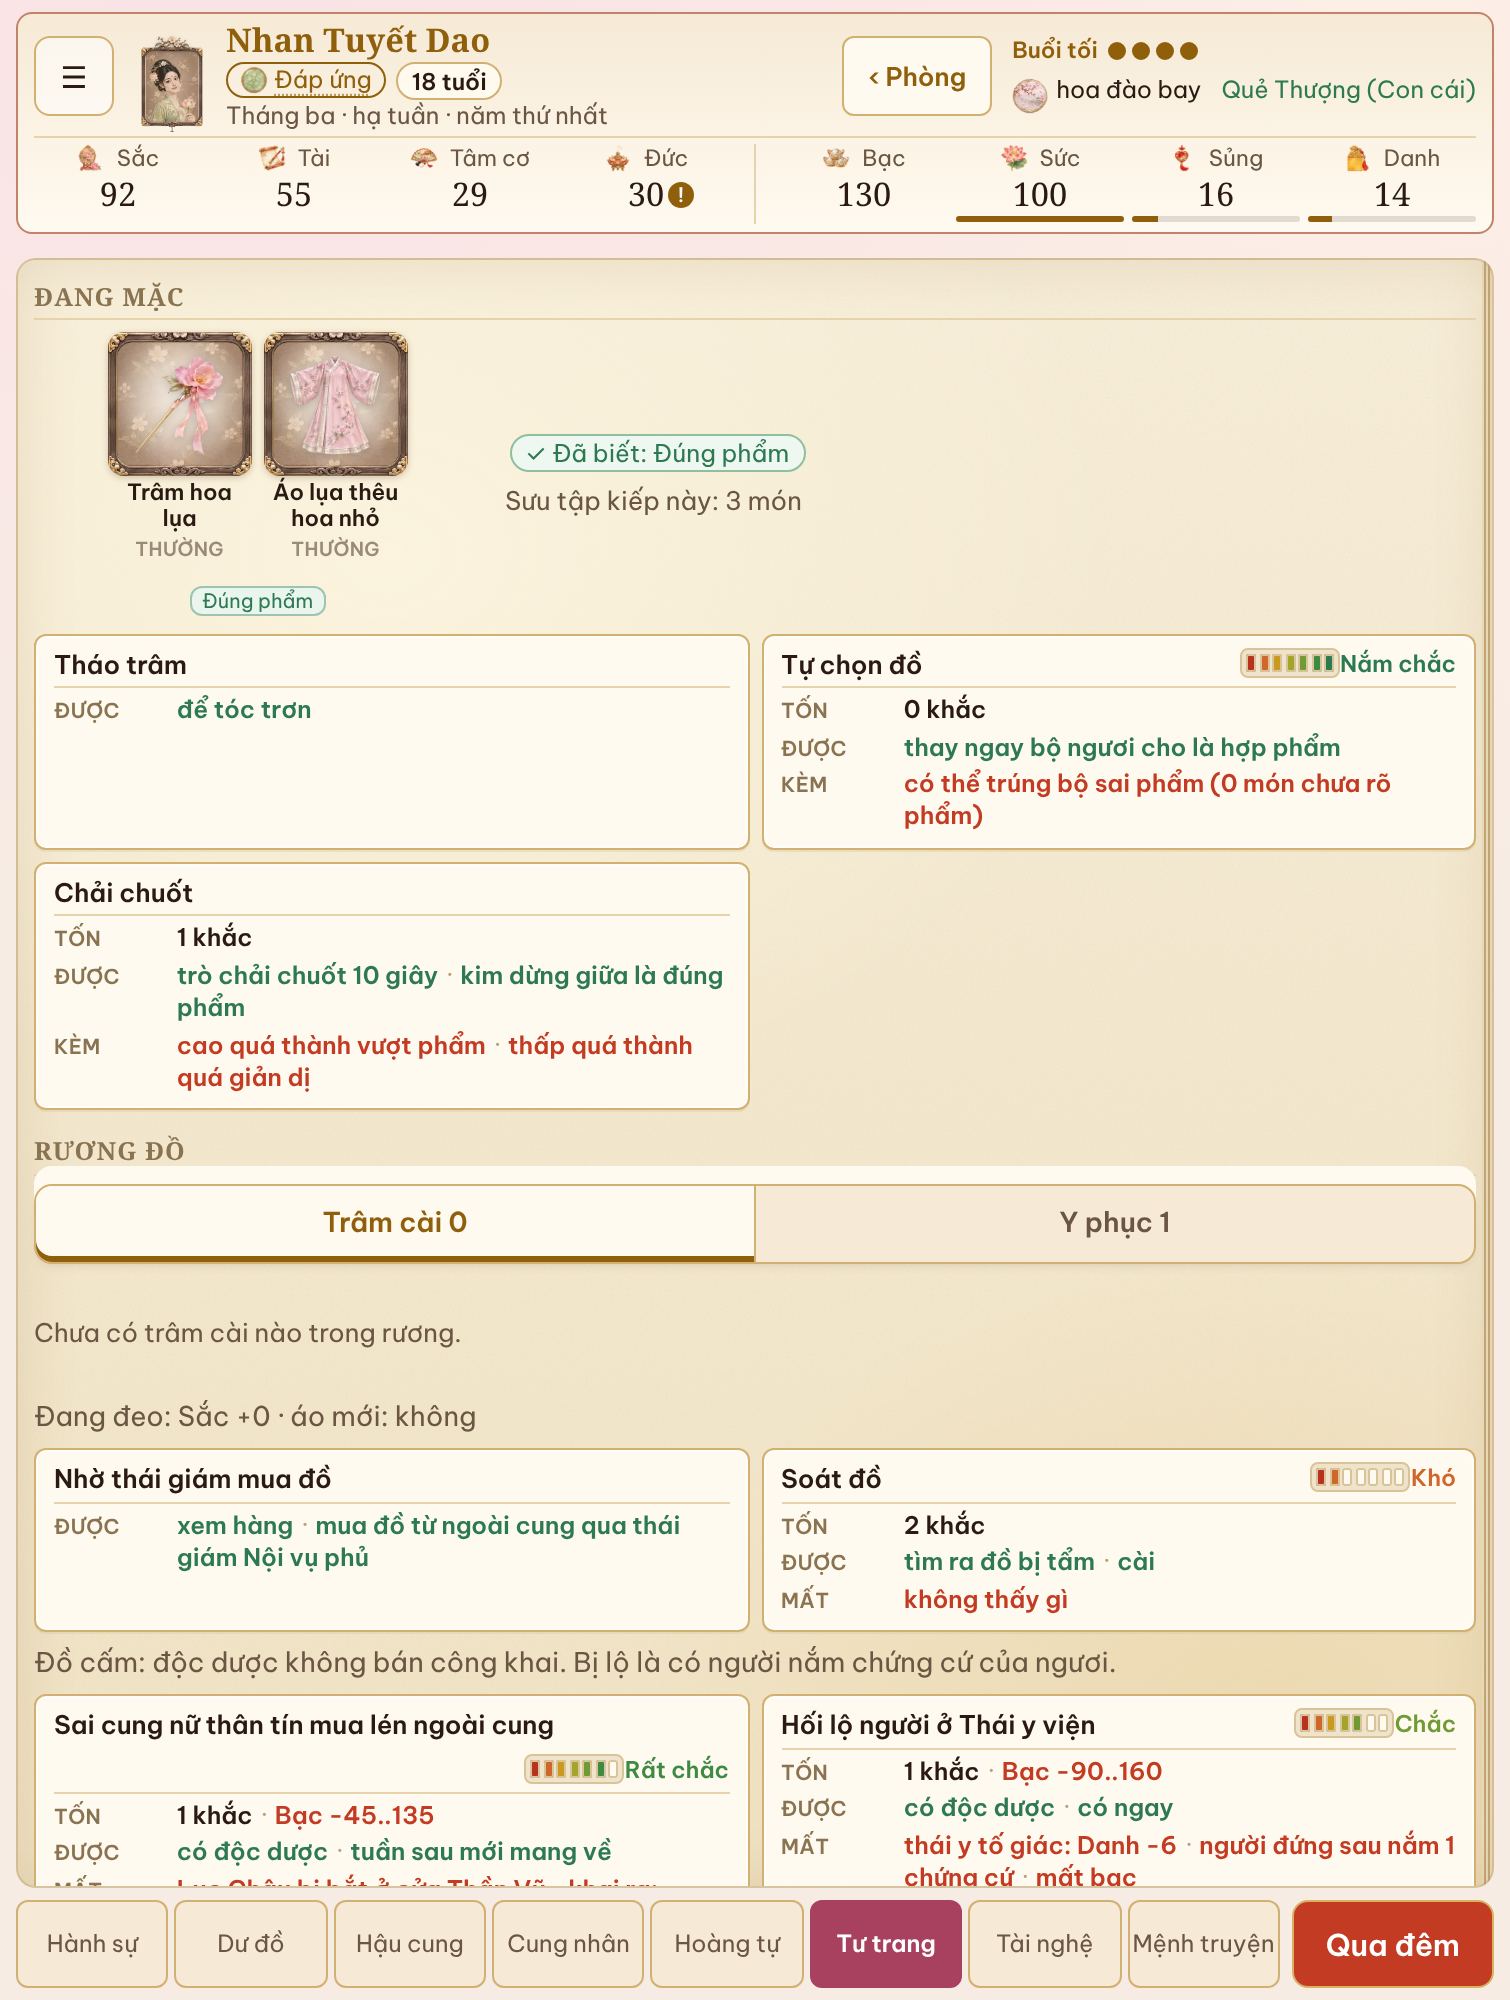 ☰
Nhan Tuyết Dao
Đáp ứng
18 tuổi
Tháng ba · hạ tuần · năm thứ nhất
‹ Phòng
Buổi tối
hoa đào bay
Quẻ Thượng (Con cái)
Sắc
92
Tài
55
Tâm cơ
29
Đức
30 !
Bạc
130
Sức
100
Sủng
16
Danh
14
ĐANG MẶC
Trâm hoa
lụa
THƯỜNG
Áo lụa thêu
hoa nhỏ
THƯỜNG
Đúng phẩm
✓ Đã biết: Đúng phẩm
Sưu tập kiếp này: 3 món
Tháo trâm
ĐƯỢC để tóc trơn
Tự chọn đồ Nắm chắc
TỐN 0 khắc
ĐƯỢC thay ngay bộ ngươi cho là hợp phẩm
KÈM có thể trúng bộ sai phẩm (0 món chưa rõ
phẩm)
Chải chuốt
TỐN 1 khắc
ĐƯỢC trò chải chuốt 10 giây · kim dừng giữa là đúng
phẩm
KÈM cao quá thành vượt phẩm · thấp quá thành
quá giản dị
RƯƠNG ĐỒ
Trâm cài 0
Y phục 1
Chưa có trâm cài nào trong rương.
Đang đeo: Sắc +0 · áo mới: không
Nhờ thái giám mua đồ
ĐƯỢC xem hàng · mua đồ từ ngoài cung qua thái
giám Nội vụ phủ
Soát đồ Khó
TỐN 2 khắc
ĐƯỢC tìm ra đồ bị tẩm · cài
MẤT không thấy gì
Đồ cấm: độc dược không bán công khai. Bị lộ là có người nắm chứng cứ của ngươi.
Sai cung nữ thân tín mua lén ngoài cung
Rất chắc
TỐN 1 khắc · Bạc -45..135
ĐƯỢC có độc dược · tuần sau mới mang về
Hối lộ người ở Thái y viện Chắc
TỐN 1 khắc · Bạc -90..160
ĐƯỢC có độc dược · có ngay
MẤT thái y tố giác: Danh -6 · người đứng sau nắm 1
chứng cứ · mất bạc
Hành sự
Dư đồ
Hậu cung
Cung nhân
Hoàng tự
Tư trang
Tài nghệ
Mệnh truyện
Qua đêm